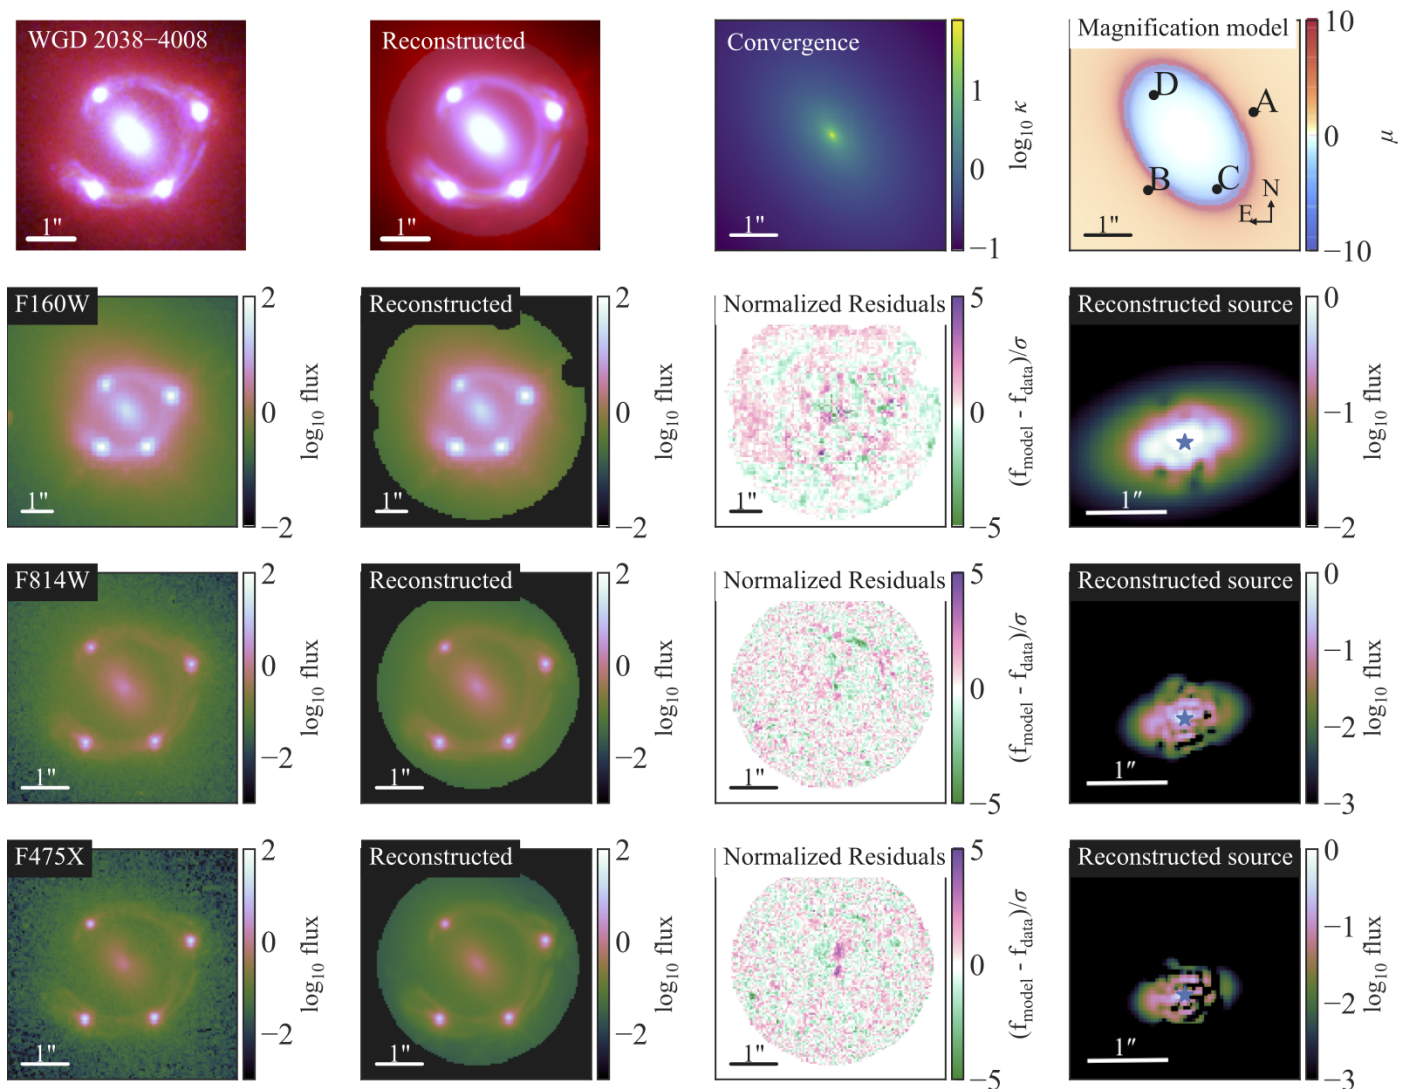 WGD 2038−4008
1"
Reconstructed
1"
Convergence
1"
1
0
−1
log10 κ
Magnification model
D
A
B
C
N
E
1"
10
0
−10
μ
F160W
1"
2
0
−2
log10 flux
Reconstructed
1"
2
0
−2
log10 flux
Normalized Residuals
1"
5
0
−5
(fmodel - fdata)/σ
Reconstructed source
1"
0
−1
−2
log10 flux
F814W
1"
2
0
−2
log10 flux
Reconstructed
1"
2
0
−2
log10 flux
Normalized Residuals
1"
5
0
−5
(fmodel - fdata)/σ
Reconstructed source
1″
0
−1
−2
−3
log10 flux
F475X
1"
2
0
−2
log10 flux
Reconstructed
1"
2
0
−2
log10 flux
Normalized Residuals
1"
5
0
−5
(fmodel - fdata)/σ
Reconstructed source
1″
0
−1
−2
−3
log10 flux